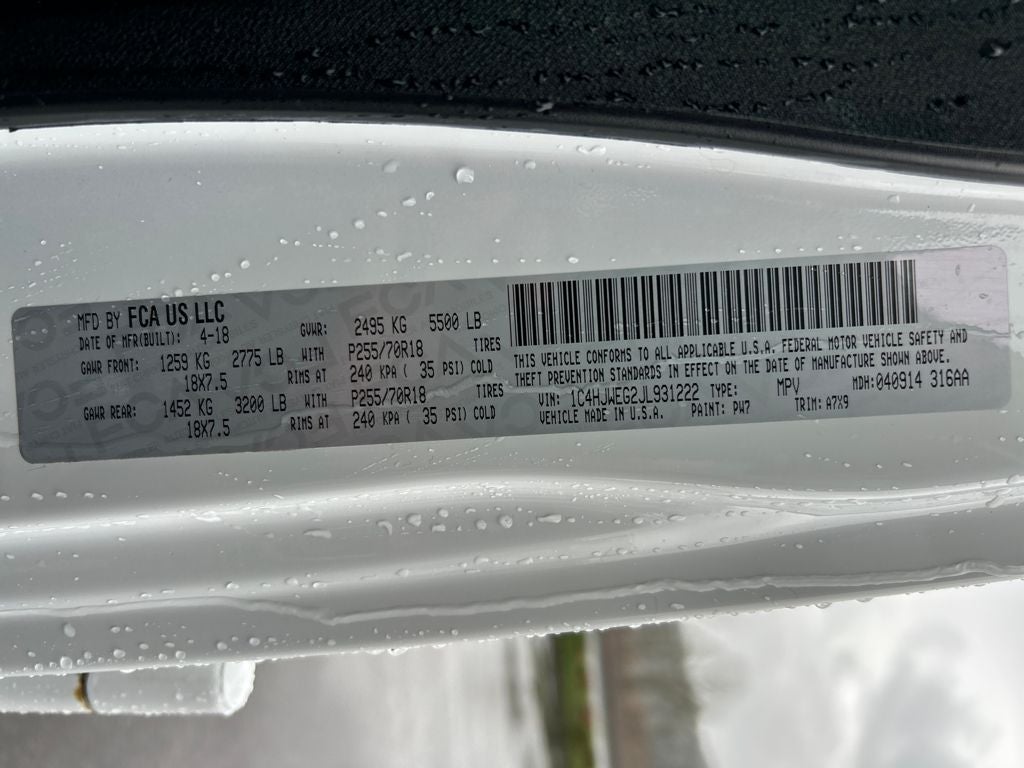 MFD BY FCA US LLC
DATE OF MFR(BUILT): 4-18 GVWR: 2495 KG 5500 LB
GAWR FRONT: 1259 KG 2775 LB WITH P255/70R18 TIRES
18X7.5 RIMS AT 240 KPA ( 35 PSI) COLD
GAWR REAR: 1452 KG 3200 LB WITH P255/70R18 TIRES
18X7.5 RIMS AT 240 KPA ( 35 PSI) COLD
THIS VEHICLE CONFORMS TO ALL APPLICABLE U.S.A. FEDERAL MOTOR VEHICLE SAFETY AND
THEFT PREVENTION STANDARDS IN EFFECT ON THE DATE OF MANUFACTURE SHOWN ABOVE.
VIN: 1C4HJWEG2JL931222 TYPE: MPV MDH: 040914 316AA
VEHICLE MADE IN U.S.A. PAINT: PW7 TRIM: A7X9